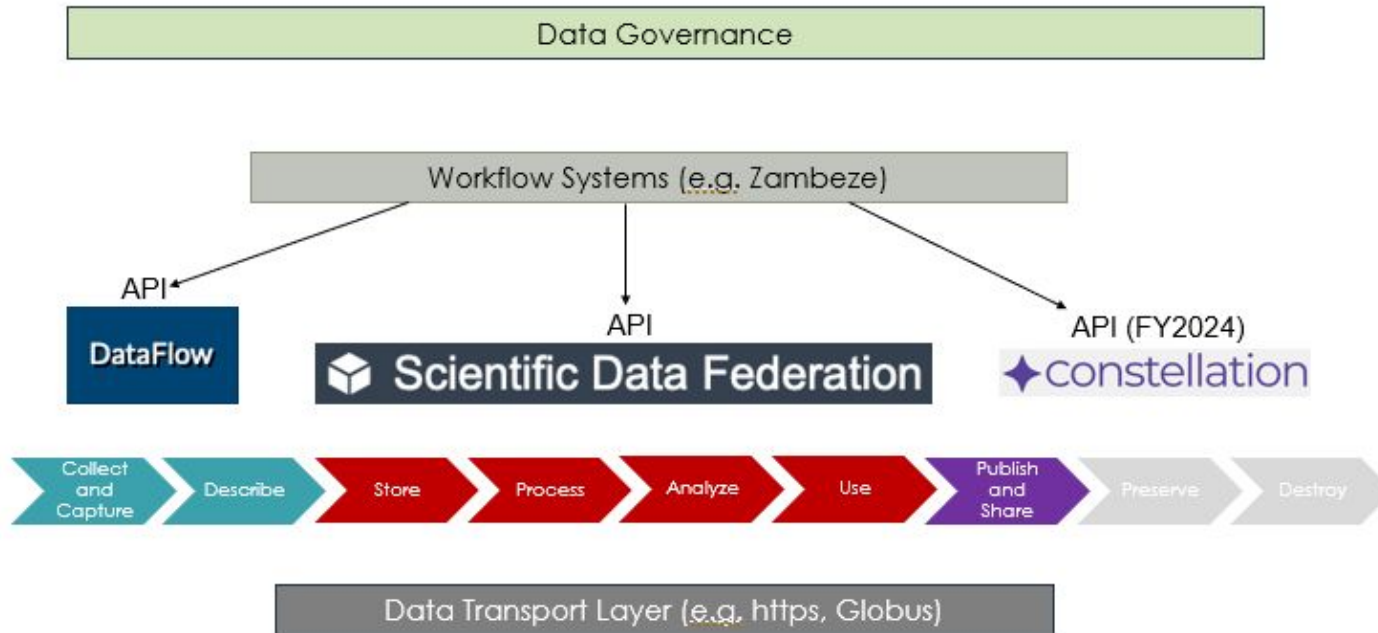 Data Governance
Workflow Systems (e.g. Zambeze)
API
API
API (FY2024)
DataFlow
Scientific Data Federation
constellation
Collect
and
Capture
Describe
Store
Process
Analyze
Use
Publish
and
Share
Preserve
Destroy
Data Transport Layer (e.g. https, Globus)